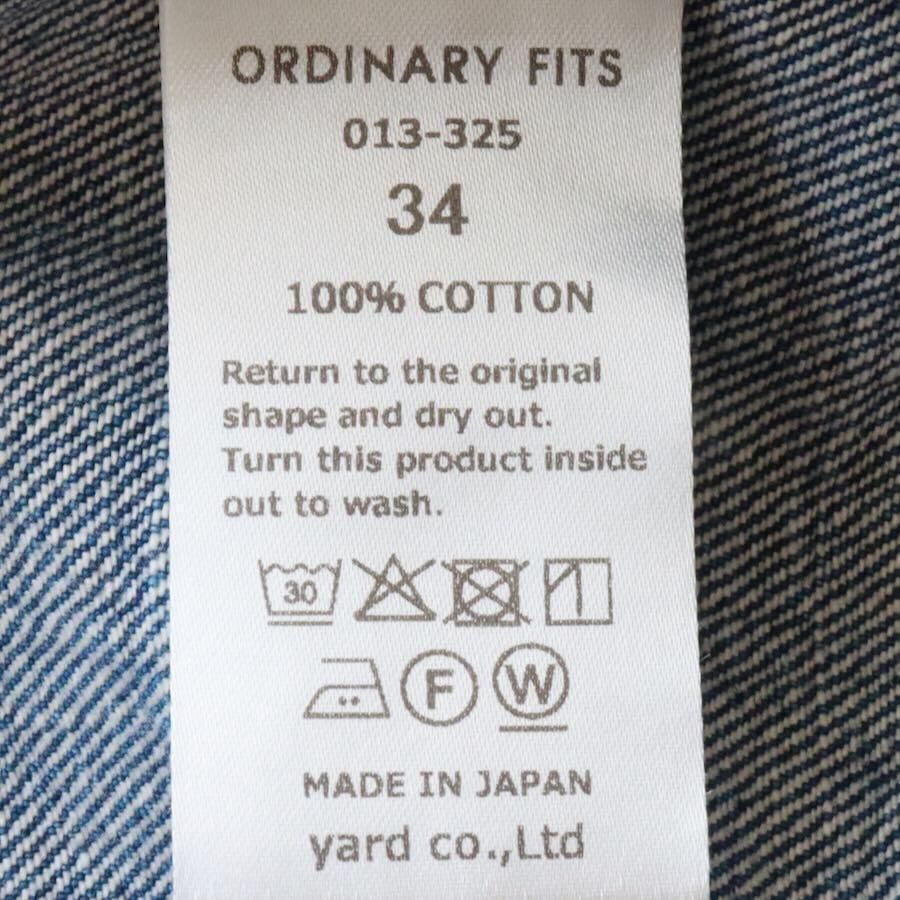 ORDINARY FITS
013-325
34
100% COTTON
Return to the original
shape and dry out.
Turn this product inside
out to wash.
30
F W
MADE IN JAPAN
yard co.,Ltd